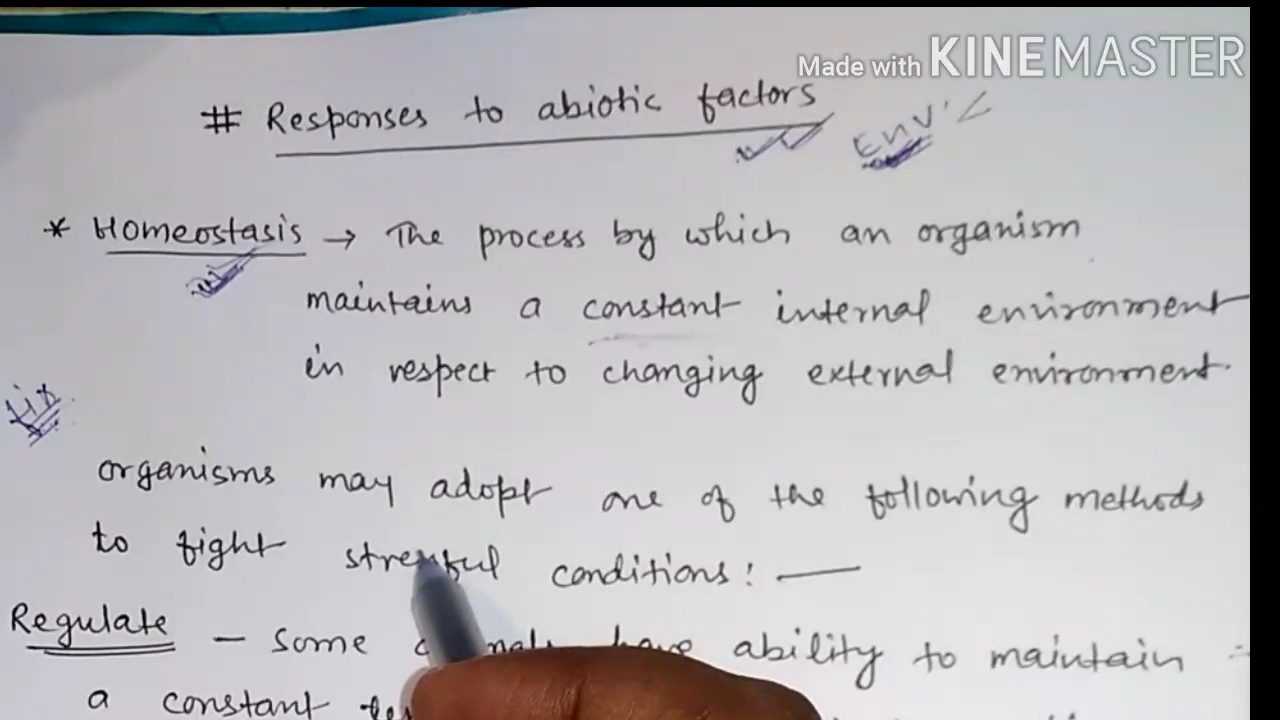 Made with KINEMASTER
# Responses to abiotic factors
Env'
* Homeostasis → The process by which an organism
maintains a constant internal environment
in respect to changing external environment.
fix
organisms may adopt one of the following methods
to fight stressful conditions: —
Regulate — Some have ability to maintain
a constant